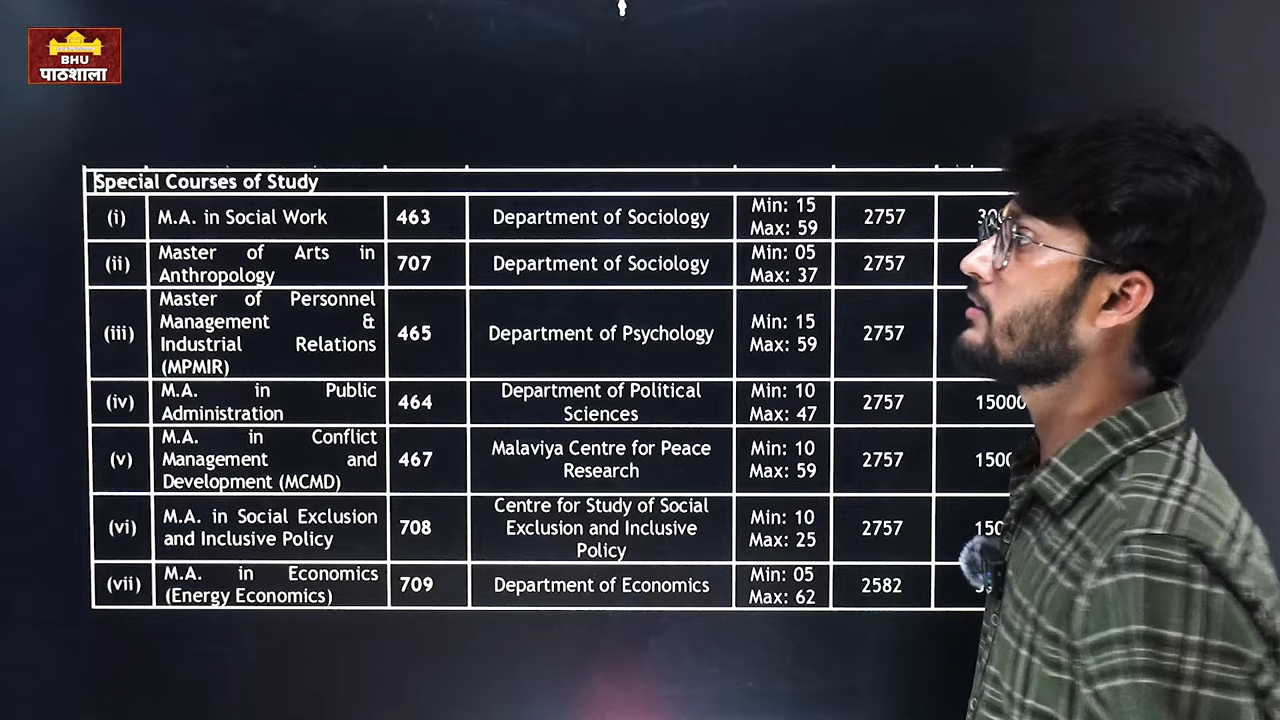 BHU
पाठशाला
Special Courses of Study
(i) M.A. in Social Work 463 Department of Sociology Min: 15 Max: 59 2757
(ii) Master of Arts in Anthropology 707 Department of Sociology Min: 05 Max: 37 2757
(iii) Master of Personnel Management & Industrial Relations (MPMIR) 465 Department of Psychology Min: 15 Max: 59 2757
(iv) M.A. in Public Administration 464 Department of Political Sciences Min: 10 Max: 47 2757 15000
(v) M.A. in Conflict Management and Development (MCMD) 467 Malaviya Centre for Peace Research Min: 10 Max: 59 2757
(vi) M.A. in Social Exclusion and Inclusive Policy 708 Centre for Study of Social Exclusion and Inclusive Policy Min: 10 Max: 25 2757
(vii) M.A. in Economics (Energy Economics) 709 Department of Economics Min: 05 Max: 62 2582